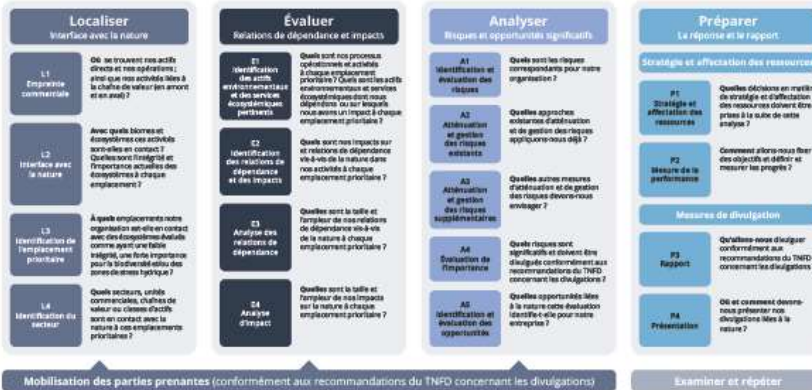 Localiser
Interface avec la nature
L1
Empreinte
commerciale
Où se trouvent nos actifs
directs et nos opérations ;
ainsi que nos activités liées à
la chaîne de valeur (en amont
et en aval) ?
L2
Interface avec
la nature
Avec quels biomes et
écosystèmes ces activités
sont-elles en contact ?
Quelles sont l'intégrité et
l'importance actuelles des
écosystèmes à chaque
emplacement ?
L3
Identification de
l'emplacement
prioritaire
À quels emplacements notre
organisation est-elle en contact
avec des écosystèmes évalués
comme ayant une faible
intégrité, une forte importance
pour la biodiversité et/ou des
zones de stress hydrique ?
L4
Identification du
secteur
Quels secteurs, unités
commerciales, chaînes de
valeur ou classes d'actifs
sont en contact avec la
nature à ces emplacements
prioritaires ?
Évaluer
Relations de dépendance et impacts
E1
Identification
des actifs
environnementaux
et des services
écosystémiques
pertinents
Quels sont nos processus
opérationnels et activités
à chaque emplacement
prioritaire ? Quels sont les actifs
environnementaux et services
écosystémiques dont nous
dépendons ou sur lesquels
nous avons un impact à chaque
emplacement prioritaire ?
E2
Identification
des relations de
dépendance
et des impacts
Quels sont nos impacts sur
et relations de dépendance
vis-à-vis de la nature dans
nos activités à chaque
emplacement prioritaire ?
E3
Analyse des
relations de
dépendance
Quelles sont la taille et
l'ampleur de nos relations
de dépendance vis-à-vis
de la nature à chaque
emplacement prioritaire ?
E4
Analyse
d'impact
Quelles sont la taille et
l'ampleur de nos impacts
sur la nature à chaque
emplacement prioritaire ?
Analyser
Risques et opportunités significatifs
A1
Identification et
évaluation des
risques
Quels sont les risques
correspondants pour notre
organisation ?
A2
Atténuation
et gestion
des risques
existants
Quelles approches
existantes d'atténuation
et de gestion des risques
appliquons-nous déjà ?
A3
Atténuation
et gestion
des risques
supplémentaires
Quelles autres mesures
d'atténuation et de gestion
des risques devons-nous
envisager ?
A4
Évaluation de
l'importance
Quels risques sont
significatifs et doivent être
divulgués conformément aux
recommandations du TNFD
concernant les divulgations ?
A5
Identification et
évaluation des
opportunités
Quelles opportunités liées
à la nature cette évaluation
identifie-t-elle pour notre
entreprise ?
Préparer
La réponse et le rapport
Stratégie et affectation des ressources
P1
Stratégie et
affectation des
ressources
Quelles décisions en matière
de stratégie et d'affectation
des ressources doivent être
prises à la suite de cette
analyse ?
P2
Mesure de la
performance
Comment allons-nous fixer
des objectifs et définir et
mesurer les progrès ?
Mesures de divulgation
P3
Rapport
Qu'allons-nous divulguer
conformément aux
recommandations du TNFD
concernant les divulgations
P4
Présentation
Où et comment devons-
nous présenter nos
divulgations liées à la
nature ?
Mobilisation des parties prenantes (conformément aux recommandations du TNFD concernant les divulgations)
Examiner et répéter